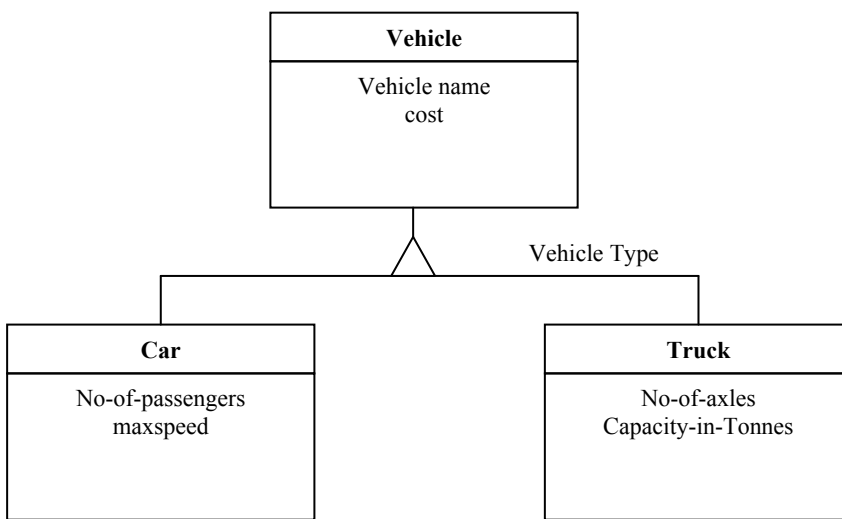 Vehicle
Vehicle name
cost
Vehicle Type
Car
No-of-passengers
maxspeed
Truck
No-of-axles
Capacity-in-Tonnes